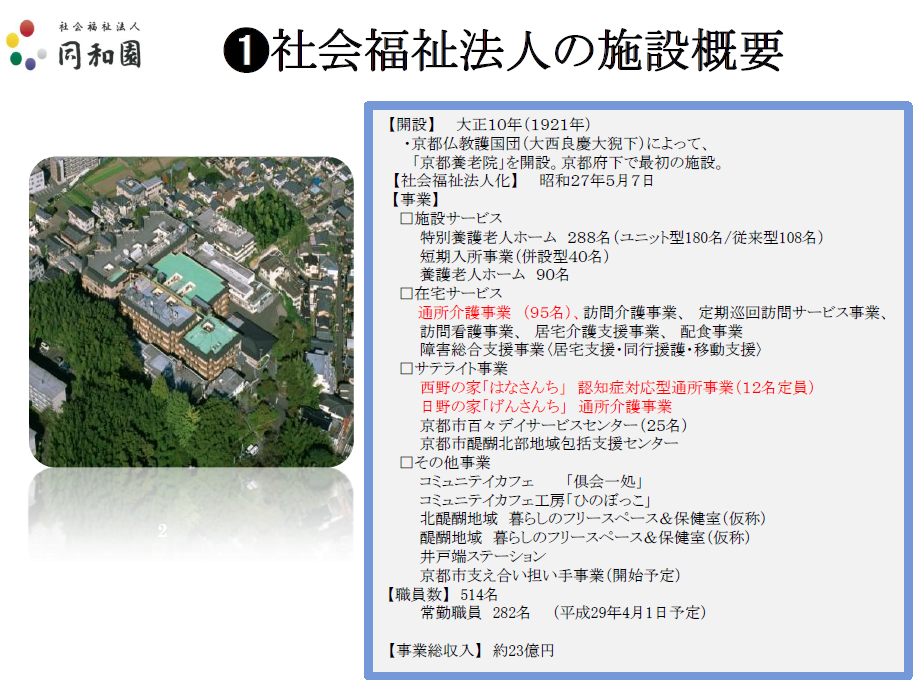 社会福祉法人
同和園
❶社会福祉法人の施設概要
【開設】　大正10年（1921年）
・京都仏教護国団（大西良慶大猊下）によって、
「京都養老院」を開設。京都府下で最初の施設。
【社会福祉法人化】　昭和27年5月7日
【事業】
□施設サービス
特別養護老人ホーム　288名（ユニット型180名/従来型108名）
短期入所事業（併設型40名）
養護老人ホーム　90名
□在宅サービス
通所介護事業　（95名）、訪問介護事業、　定期巡回訪問サービス事業、
訪問看護事業、　居宅介護支援事業、　配食事業
障害総合支援事業〈居宅支援・同行援護・移動支援〉
□サテライト事業
西野の家「はなさんち」　認知症対応型通所事業（12名定員）
日野の家「げんさんち」　通所介護事業
京都市百々デイサービスセンター（25名）
京都市醍醐北部地域包括支援センター
□その他事業
コミュニテイカフェ　　「倶会一処」
コミュニテイカフェ工房「ひのぼっこ」
北醍醐地域　暮らしのフリースペース＆保健室（仮称）
醍醐地域　暮らしのフリースペース＆保健室（仮称）
井戸端ステーション
京都市支え合い担い手事業（開始予定）
【職員数】　514名
常勤職員　282名　（平成29年4月1日予定）
【事業総収入】　約23億円
2